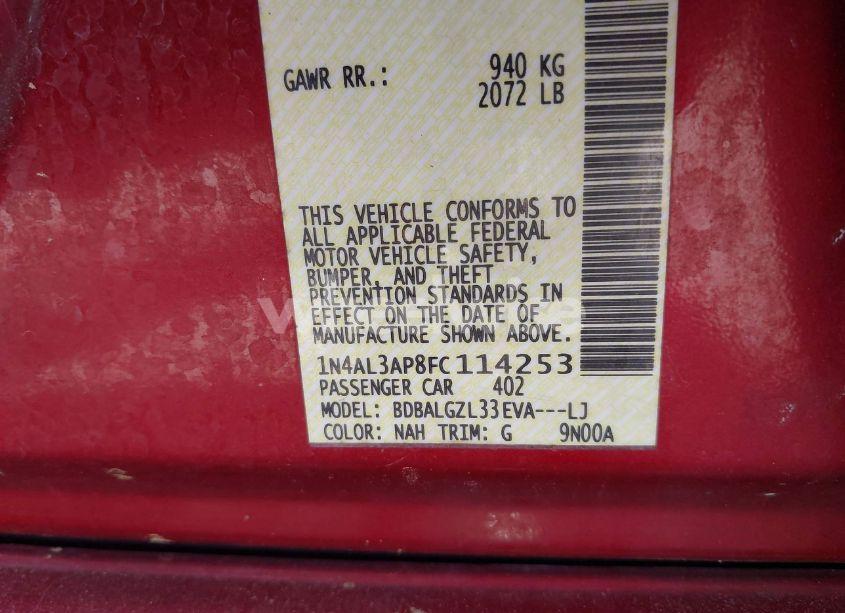 GAWR RR.: 940 KG
2072 LB
THIS VEHICLE CONFORMS TO
ALL APPLICABLE FEDERAL
MOTOR VEHICLE SAFETY,
BUMPER, AND THEFT
PREVENTION STANDARDS IN
EFFECT ON THE DATE OF
MANUFACTURE SHOWN ABOVE.
1N4AL3AP8FC114253
PASSENGER CAR 402
MODEL: BDBALGZL33EVA---LJ
COLOR: NAH TRIM: G 9N00A